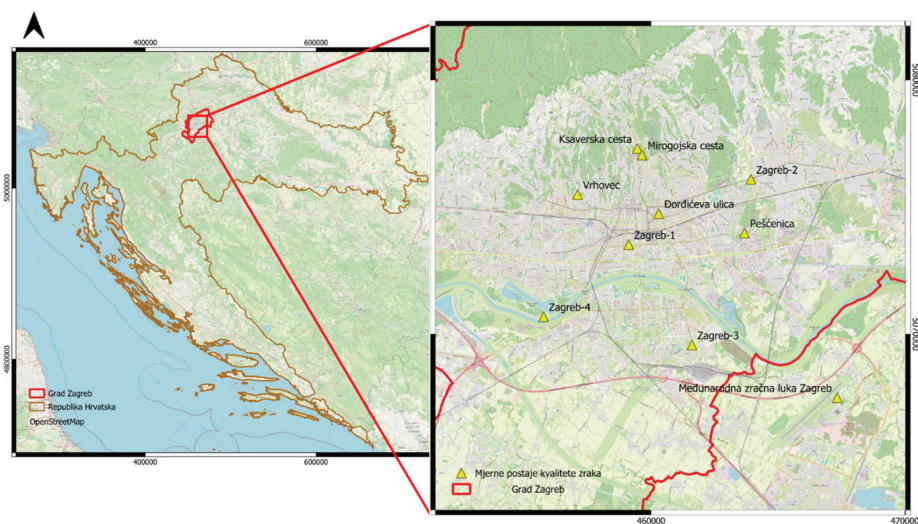 400000
600000
5000000
4800000
Grad Zagreb
Republika Hrvatska
OpenStreetMap
400000
600000
Ksaverska cesta
Mirogojska cesta
Zagreb-2
Vrhovec
Đorđićeva ulica
Peščenica
Zagreb-1
Zagreb-4
Zagreb-3
Međunarodna zračna luka Zagreb
Mjerne postaje kvalitete zraka
Grad Zagreb
5080000
5070000
460000
470000